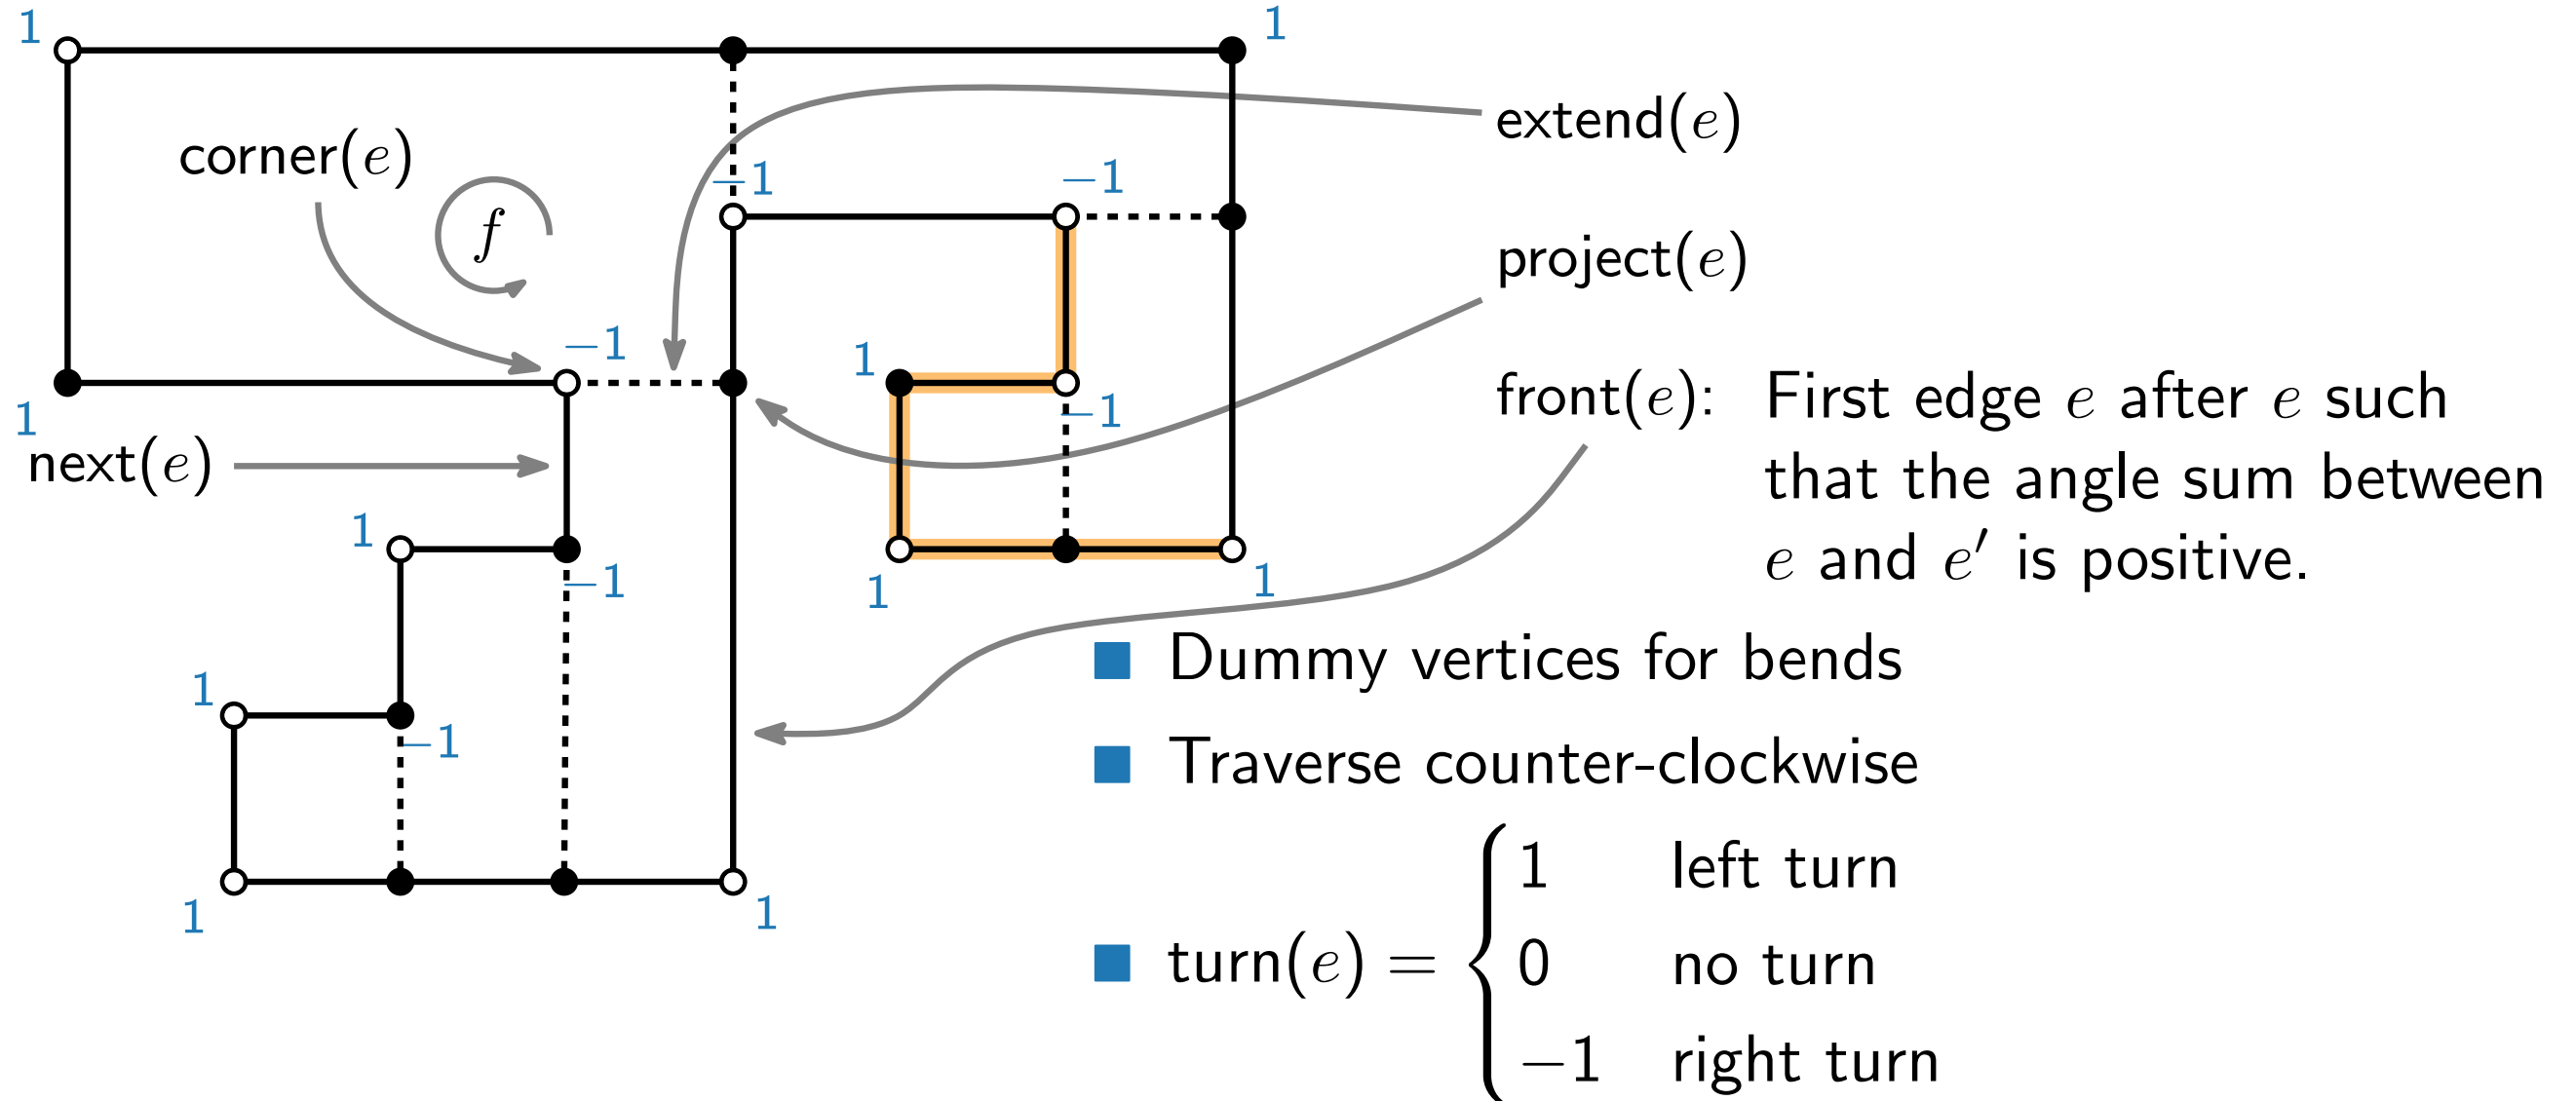 1
1
corner(e)
f
extend(e)
−1
−1
project(e)
−1
1
1
−1
front(e): First edge e after e such
that the angle sum between
e and e′ is positive.
next(e)
1
−1
1
1
1
−1
■ Dummy vertices for bends
■ Traverse counter-clockwise
1
1
■ turn(e) = { 1 left turn
0 no turn
−1 right turn